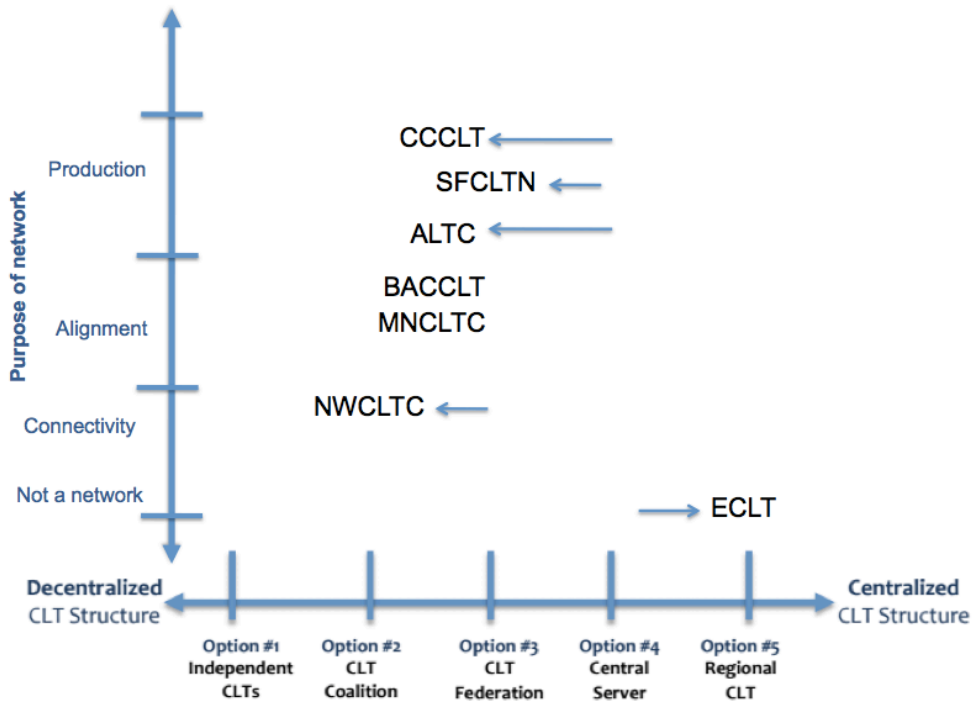 CCCLT
Production
SFCLTN
ALTC
Purpose of network
BACCLT
Alignment
MNCLTC
NWCLTC
Connectivity
Not a network
ECLT
Decentralized
CLT Structure
Centralized
CLT Structure
Option #1
Independent
CLTs
Option #2
CLT
Coalition
Option #3
CLT
Federation
Option #4
Central
Server
Option #5
Regional
CLT